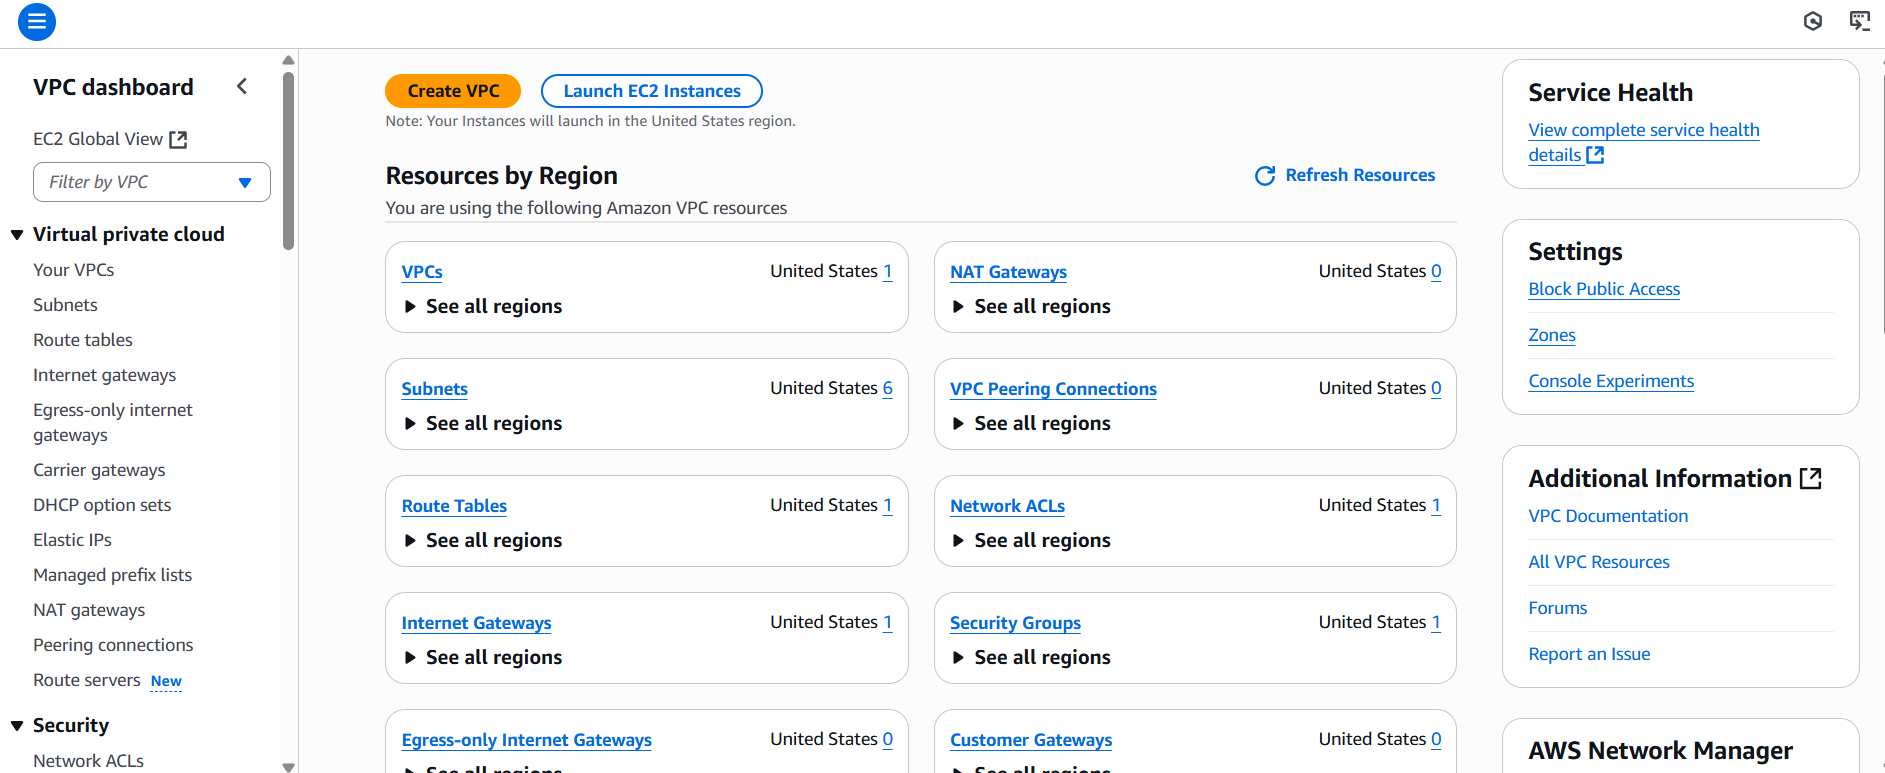 VPC dashboard
EC2 Global View
Filter by VPC
Virtual private cloud
Your VPCs
Subnets
Route tables
Internet gateways
Egress-only internet
gateways
Carrier gateways
DHCP option sets
Elastic IPs
Managed prefix lists
NAT gateways
Peering connections
Route servers New
Security
Network ACLs
Create VPC
Launch EC2 Instances
Note: Your Instances will launch in the United States region.
Resources by Region
Refresh Resources
You are using the following Amazon VPC resources
VPCs
United States 1
See all regions
NAT Gateways
United States 0
See all regions
Subnets
United States 6
See all regions
VPC Peering Connections
United States 0
See all regions
Route Tables
United States 1
See all regions
Network ACLs
United States 1
See all regions
Internet Gateways
United States 1
See all regions
Security Groups
United States 1
See all regions
Egress-only Internet Gateways
United States 0
See all regions
Customer Gateways
United States 0
See all regions
Service Health
View complete service health
details
Settings
Block Public Access
Zones
Console Experiments
Additional Information
VPC Documentation
All VPC Resources
Forums
Report an Issue
AWS Network Manager